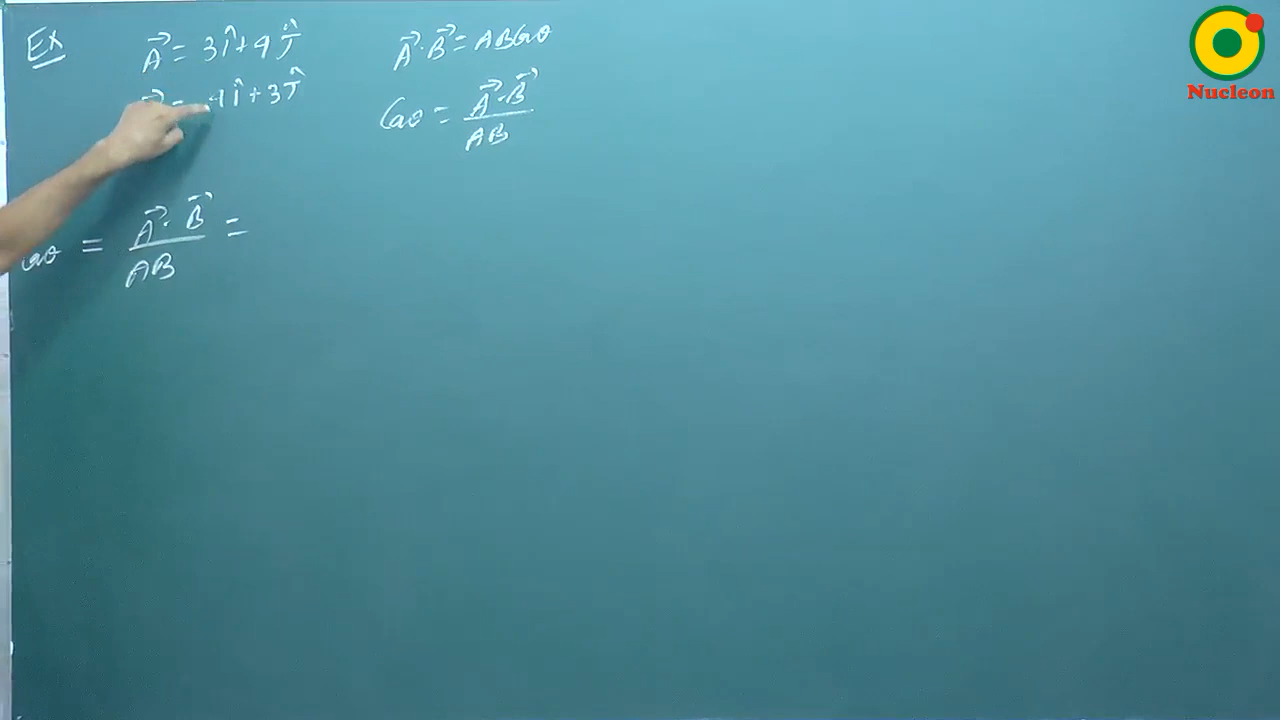 Ex
A⃗ = 3î + 4ĵ
= 4î + 3ĵ
A⃗·B⃗ = AB Cosθ
Cosθ = A⃗·B⃗ / AB
Cosθ = A⃗·B⃗ / AB =
Nucleon